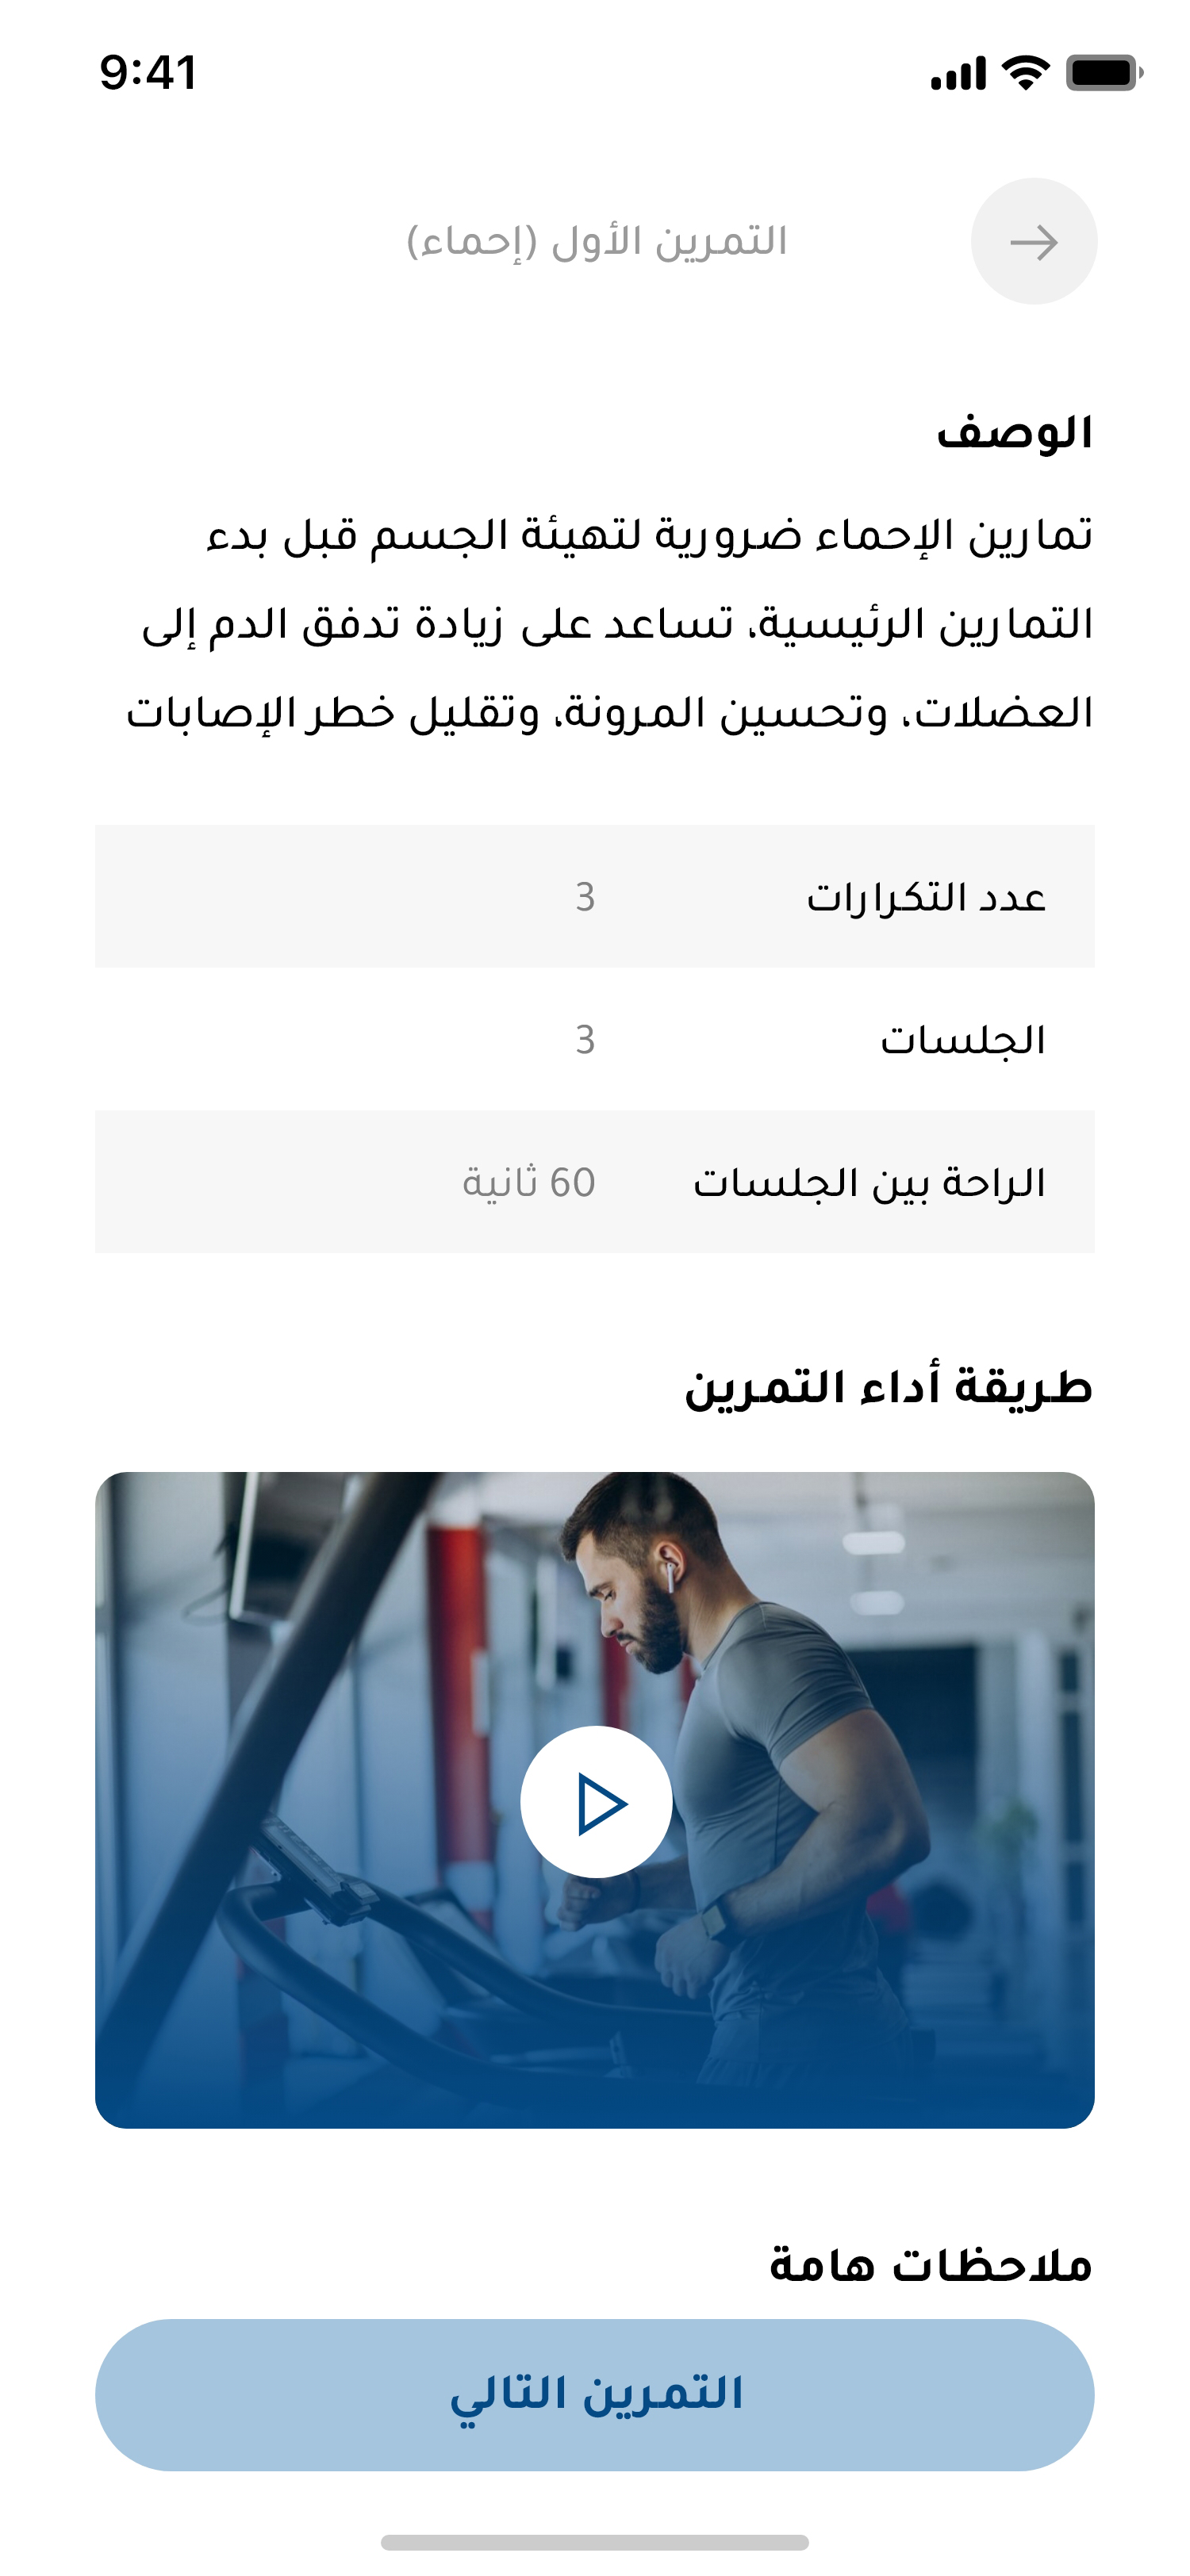 9:41
التمرين الأول (إحماء)
الوصف
تمارين الإحماء ضرورية لتهيئة الجسم قبل بدء
التمارين الرئيسية، تساعد على زيادة تدفق الدم إلى
العضلات، وتحسين المرونة، وتقليل خطر الإصابات
عدد التكرارات 3
الجلسات 3
الراحة بين الجلسات 60 ثانية
طريقة أداء التمرين
ملاحظات هامة
التمرين التالي